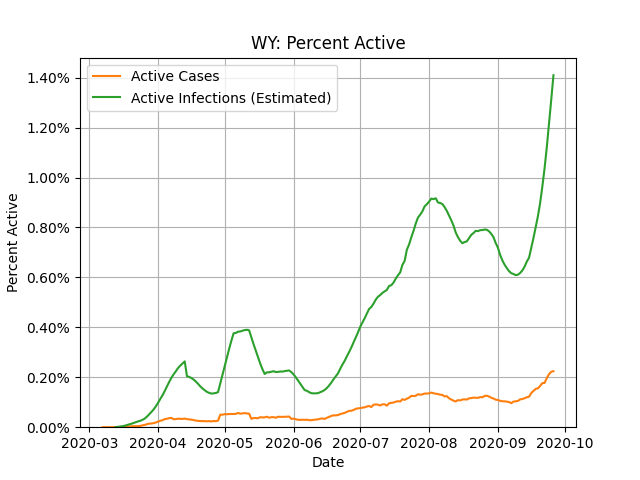 WY: Percent Active
Active Cases
Active Infections (Estimated)
1.40%
1.20%
1.00%
0.80%
0.60%
0.40%
0.20%
0.00%
Percent Active
2020-03 2020-04 2020-05 2020-06 2020-07 2020-08 2020-09 2020-10
Date